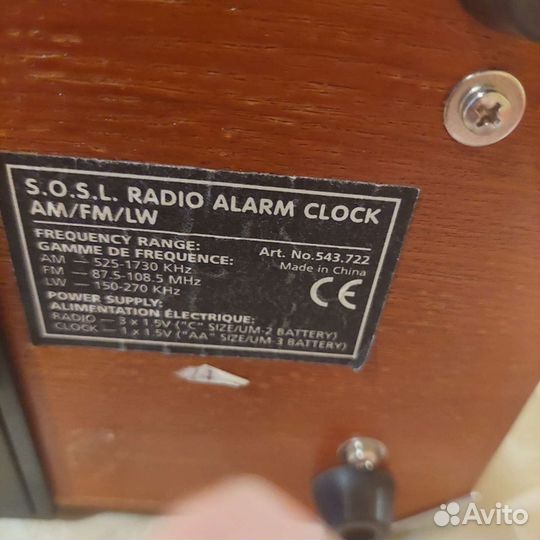 S.O.S.L. RADIO ALARM CLOCK
AM/FM/LW
FREQUENCY RANGE:
GAMME DE FREQUENCE:
AM — 525-1730 KHz
FM — 87.5-108.5 MHz
LW — 150-270 KHz
Art. No.543.722
Made in China
CE
POWER SUPPLY:
ALIMENTATION ÉLECTRIQUE:
RADIO — 3 x 1.5V ("C" SIZE/UM-2 BATTERY)
CLOCK — 1 x 1.5V ("AA" SIZE/UM-3 BATTERY)
Avito